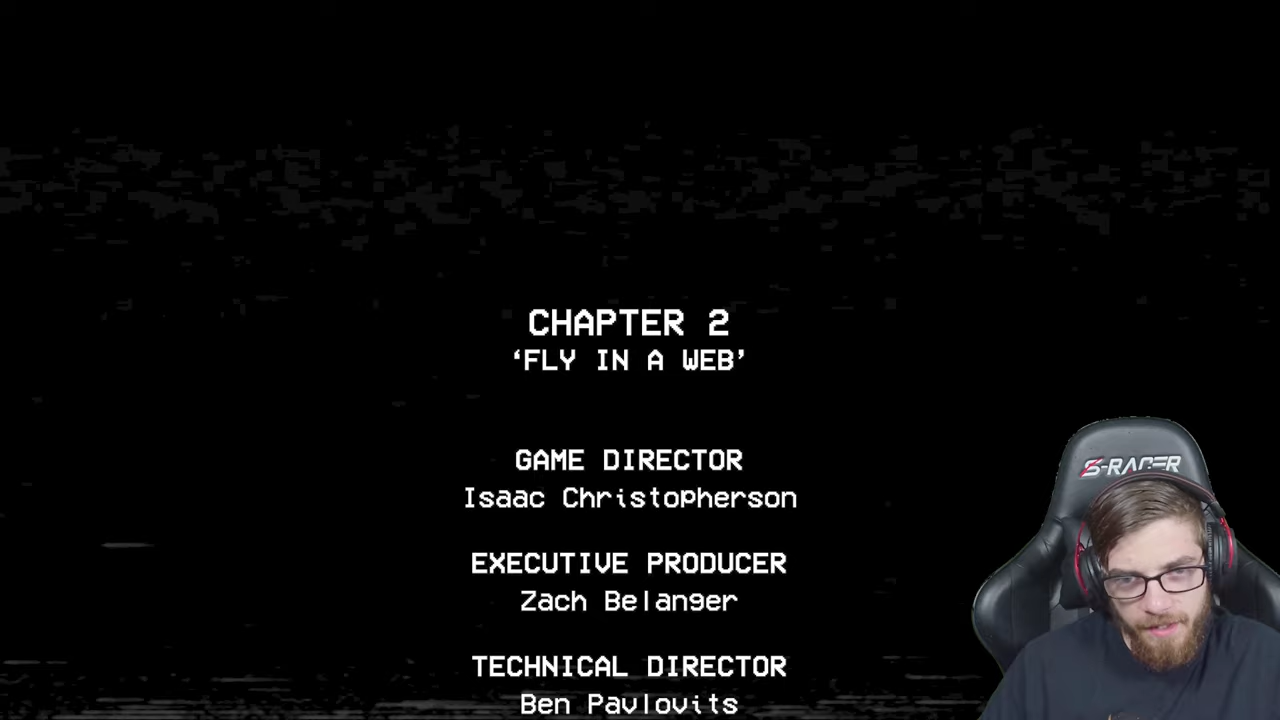 CHAPTER 2
‘FLY IN A WEB’
GAME DIRECTOR
Isaac Christopherson
EXECUTIVE PRODUCER
Zach Belanger
TECHNICAL DIRECTOR
Ben Pavlovits
S-RACER